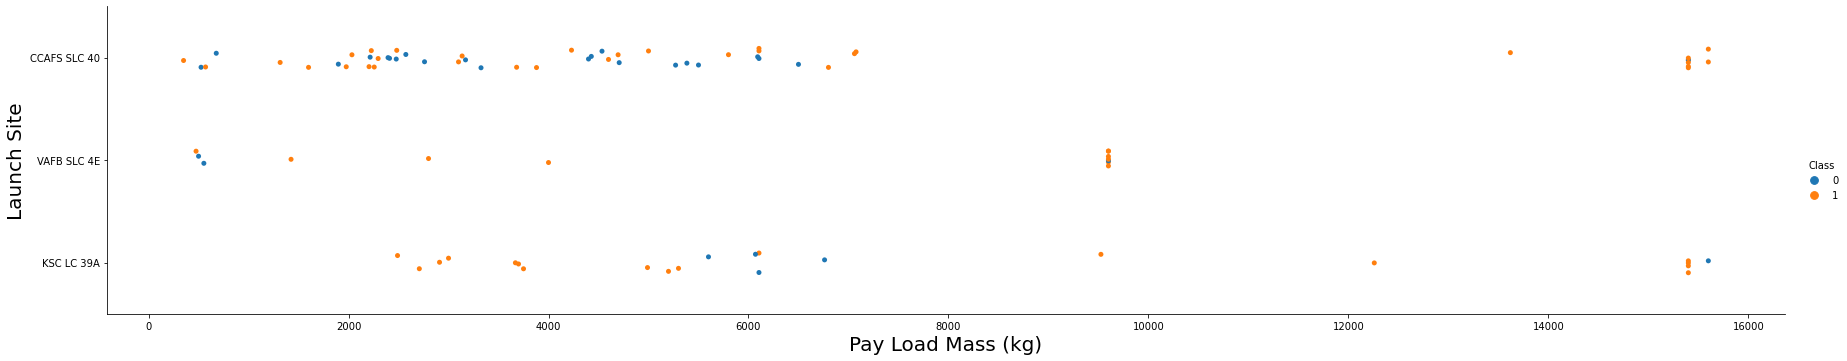 Launch Site
CCAFS SLC 40
VAFB SLC 4E
KSC LC 39A
0 2000 4000 6000 8000 10000 12000 14000 16000
Pay Load Mass (kg)
Class
0
1